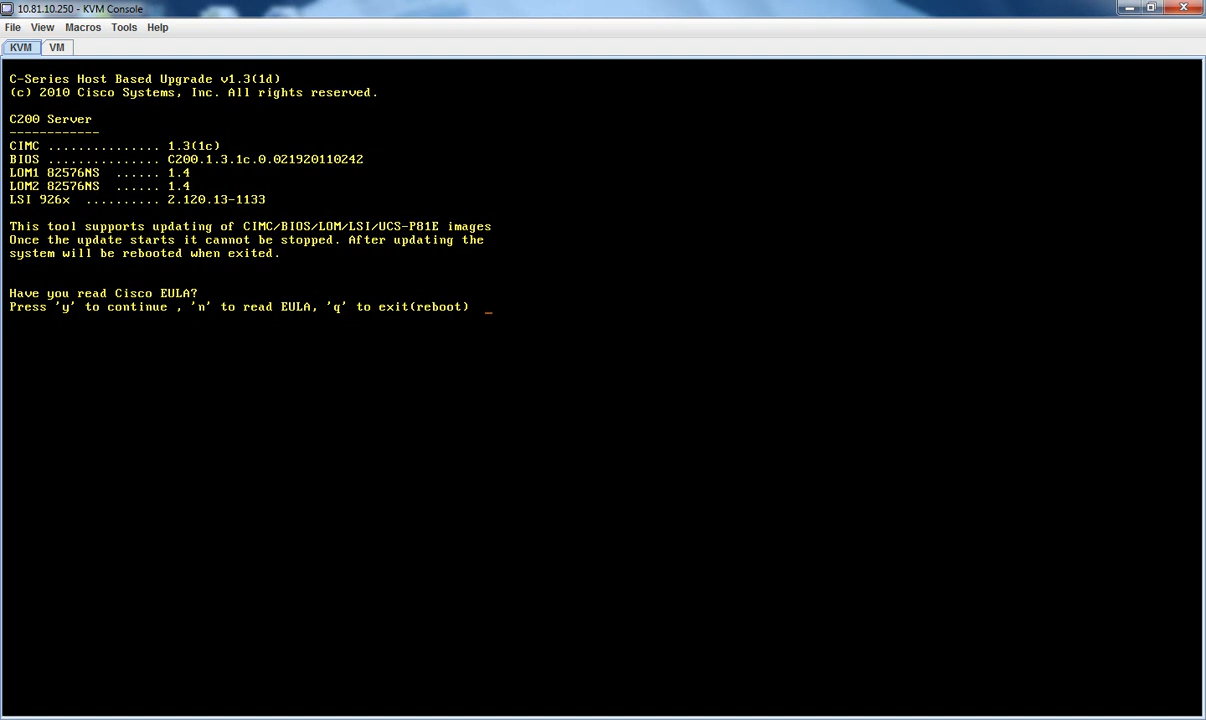 10.81.10.250 - KVM Console
File View Macros Tools Help
KVM VM
C-Series Host Based Upgrade v1.3(1d)
(c) 2010 Cisco Systems, Inc. All rights reserved.
C200 Server
------------
CIMC ............... 1.3(1c)
BIOS ............... C200.1.3.1c.0.021920110242
LOM1 82576NS ...... 1.4
LOM2 82576NS ...... 1.4
LSI 926x .......... 2.120.13-1133
This tool supports updating of CIMC/BIOS/LOM/LSI/UCS-P81E images
Once the update starts it cannot be stopped. After updating the
system will be rebooted when exited.
Have you read Cisco EULA?
Press 'y' to continue , 'n' to read EULA, 'q' to exit(reboot) _